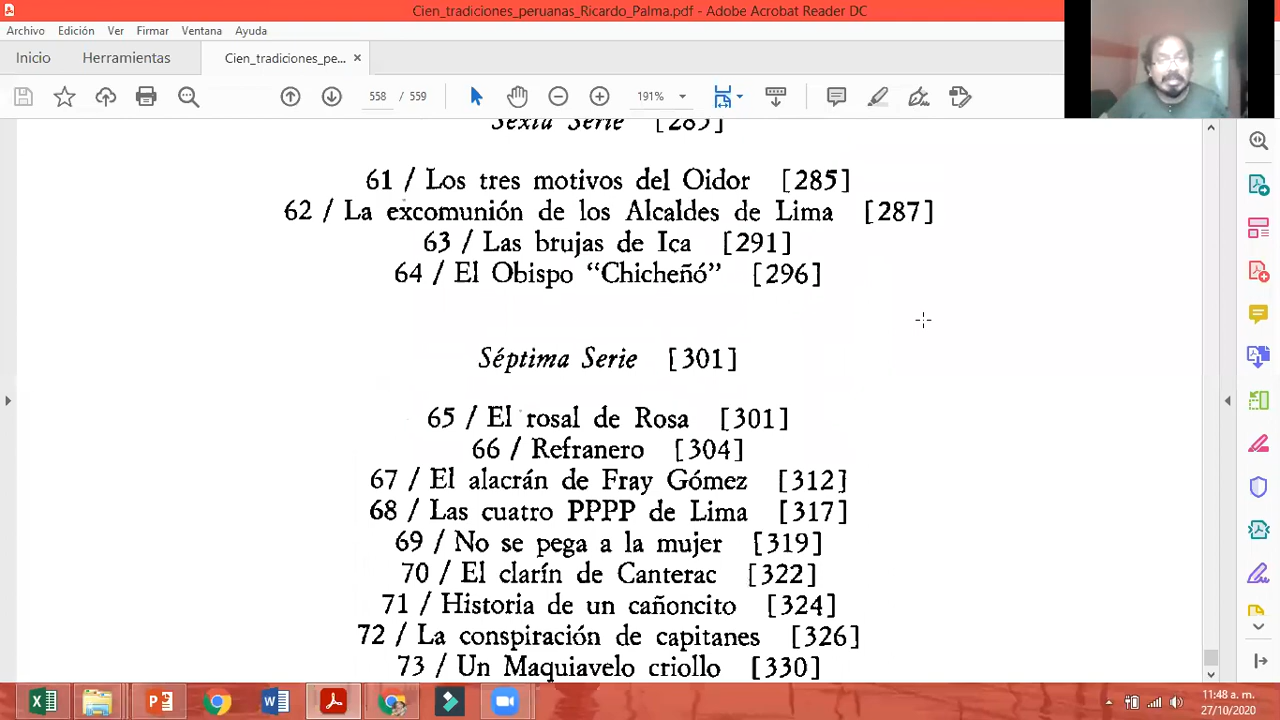 Cien_tradiciones_peruanas_Ricardo_Palma.pdf - Adobe Acrobat Reader DC
Archivo Edición Ver Firmar Ventana Ayuda
Inicio Herramientas Cien_tradiciones_pe... ×
558 / 559 191%
Sexta Serie [285]
61 / Los tres motivos del Oidor [285]
62 / La excomunión de los Alcaldes de Lima [287]
63 / Las brujas de Ica [291]
64 / El Obispo “Chicheñó” [296]
Séptima Serie [301]
65 / El rosal de Rosa [301]
66 / Refranero [304]
67 / El alacrán de Fray Gómez [312]
68 / Las cuatro PPPP de Lima [317]
69 / No se pega a la mujer [319]
70 / El clarín de Canterac [322]
71 / Historia de un cañoncito [324]
72 / La conspiración de capitanes [326]
73 / Un Maquiavelo criollo [330]
11:48 a. m.
27/10/2020